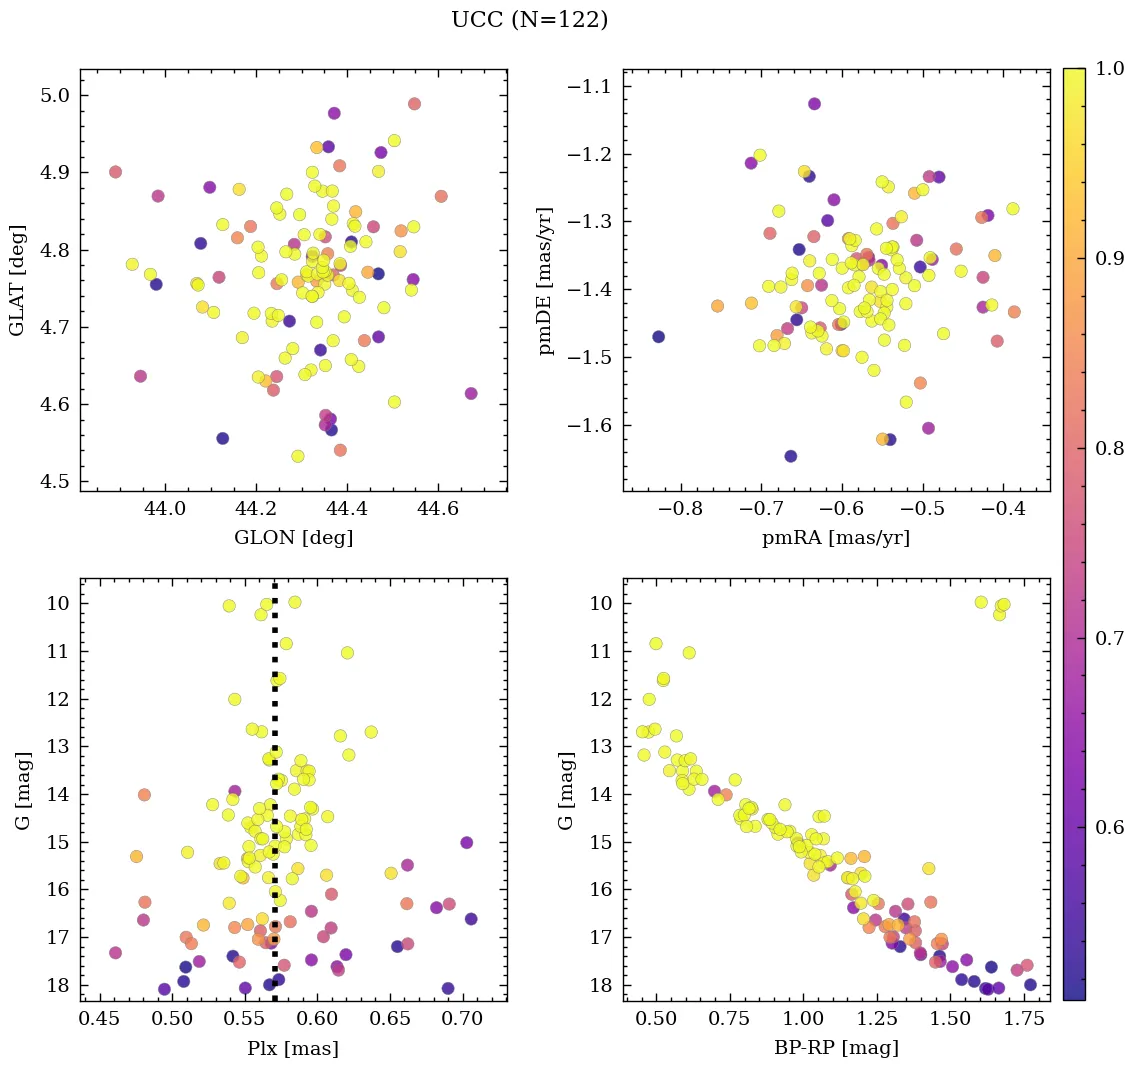 UCC (N=122)
5.0
4.9
4.8
4.7
4.6
4.5
GLAT [deg]
44.0 44.2 44.4 44.6
GLON [deg]
−1.1
−1.2
−1.3
−1.4
−1.5
−1.6
pmDE [mas/yr]
−0.8 −0.7 −0.6 −0.5 −0.4
pmRA [mas/yr]
10
11
12
13
14
15
16
17
18
G [mag]
0.45 0.50 0.55 0.60 0.65 0.70
Plx [mas]
10
11
12
13
14
15
16
17
18
G [mag]
0.50 0.75 1.00 1.25 1.50 1.75
BP-RP [mag]
1.0
0.9
0.8
0.7
0.6